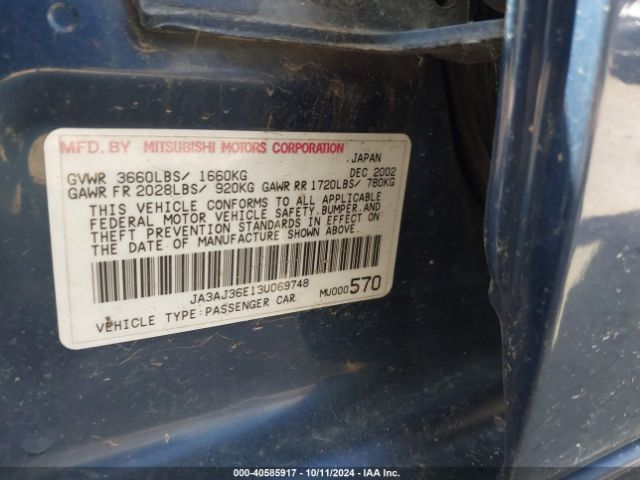 MFD.BY MITSUBISHI MOTORS CORPORATION
JAPAN
GVWR 3660LBS/ 1660KG DEC 2002
GAWR FR 2028LBS/ 920KG GAWR RR 1720LBS/ 780KG
THIS VEHICLE CONFORMS TO ALL APPLICABLE
FEDERAL MOTOR VEHICLE SAFETY, BUMPER, AND
THEFT PREVENTION STANDARDS IN EFFECT ON
THE DATE OF MANUFACTURE SHOWN ABOVE.
JA3AJ36E13U069748
MU000570
VEHICLE TYPE: PASSENGER CAR
000-40585917 - 10/11/2024 - IAA Inc.